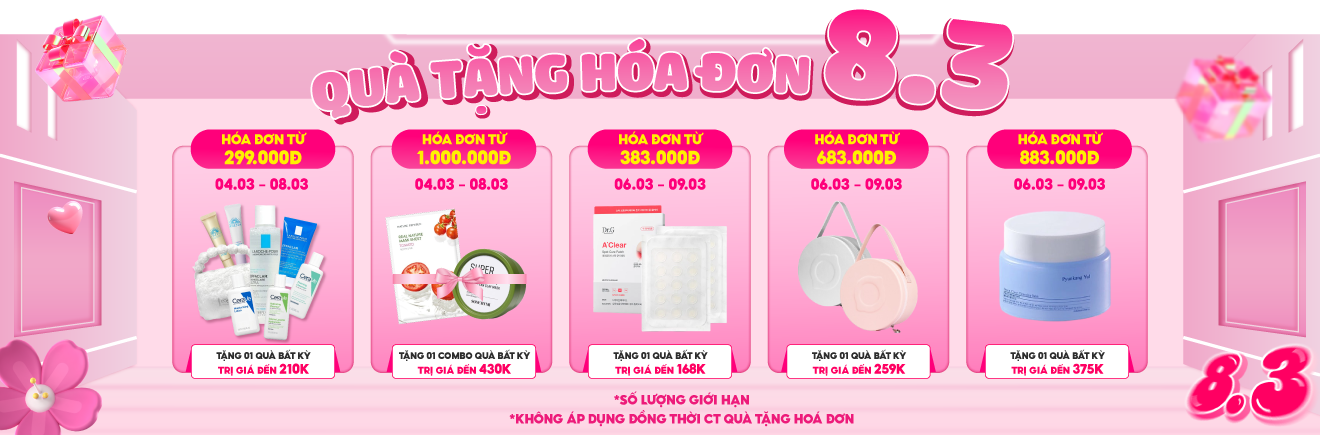 QUÀ TẶNG HÓA ĐƠN 8.3
HÓA ĐƠN TỪ
299.000Đ
04.03 - 08.03
TẶNG 01 QUÀ BẤT KỲ
TRỊ GIÁ ĐẾN 210K
HÓA ĐƠN TỪ
1.000.000Đ
04.03 - 08.03
REAL NATURE
MASK SHEET
TOMATO
SUPER
TẶNG 01 COMBO QUÀ BẤT KỲ
TRỊ GIÁ ĐẾN 430K
HÓA ĐƠN TỪ
383.000Đ
06.03 - 09.03
Dr.G
A'Clear
TẶNG 01 QUÀ BẤT KỲ
TRỊ GIÁ ĐẾN 168K
HÓA ĐƠN TỪ
683.000Đ
06.03 - 09.03
TẶNG 01 QUÀ BẤT KỲ
TRỊ GIÁ ĐẾN 259K
HÓA ĐƠN TỪ
883.000Đ
06.03 - 09.03
TẶNG 01 QUÀ BẤT KỲ
TRỊ GIÁ ĐẾN 375K
*SỐ LƯỢNG GIỚI HẠN
*KHÔNG ÁP DỤNG ĐỒNG THỜI CT QUÀ TẶNG HOÁ ĐƠN
8.3